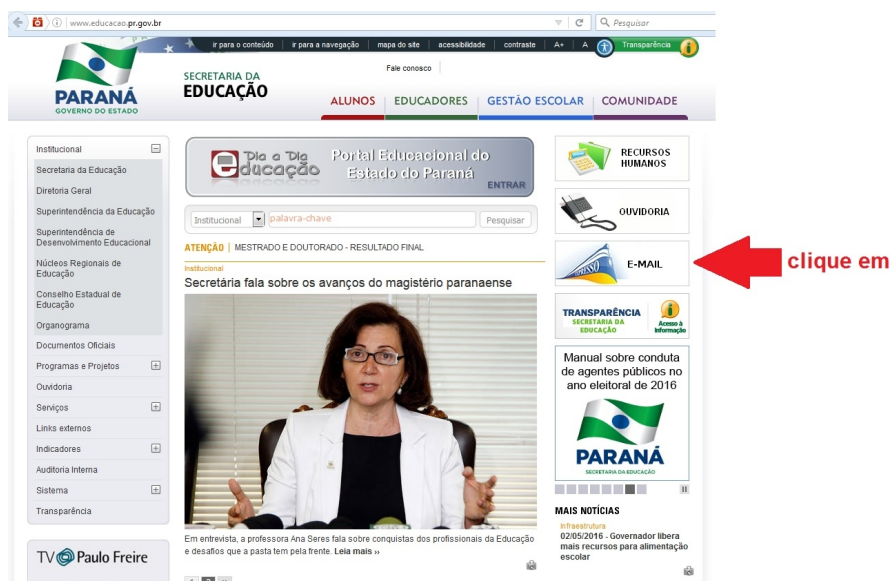 www.educacao.pr.gov.br
Pesquisar
ir para o conteúdo | ir para a navegação | mapa do site | acessibilidade | contraste | A+ | A
Transparência
Fale conosco
PARANÁ
GOVERNO DO ESTADO
SECRETARIA DA
EDUCAÇÃO
ALUNOS
EDUCADORES
GESTÃO ESCOLAR
COMUNIDADE
Institucional
Secretaria da Educação
Diretoria Geral
Superintendência da Educação
Superintendência de
Desenvolvimento Educacional
Núcleos Regionais de
Educação
Conselho Estadual de
Educação
Organograma
Documentos Oficiais
Programas e Projetos
Ouvidoria
Serviços
Links externos
Indicadores
Auditoria Interna
Sistema
Transparência
TV Paulo Freire
Dia a Dia
educação
Portal Educacional do
Estado do Paraná
ENTRAR
Institucional
palavra-chave
Pesquisar
ATENÇÃO | MESTRADO E DOUTORADO - RESULTADO FINAL
Institucional
Secretária fala sobre os avanços do magistério paranaense
Em entrevista, a professora Ana Seres fala sobre conquistas dos profissionais da Educação
e desafios que a pasta tem pela frente. Leia mais ››
RECURSOS
HUMANOS
OUVIDORIA
EXPRESSO
E-MAIL
TRANSPARÊNCIA
SECRETARIA DA
EDUCAÇÃO
Acesso à
Informação
Manual sobre conduta
de agentes públicos no
ano eleitoral de 2016
PARANÁ
SECRETARIA DA EDUCAÇÃO
MAIS NOTÍCIAS
Infraestrutura
02/05/2016 - Governador libera
mais recursos para alimentação
escolar
clique em